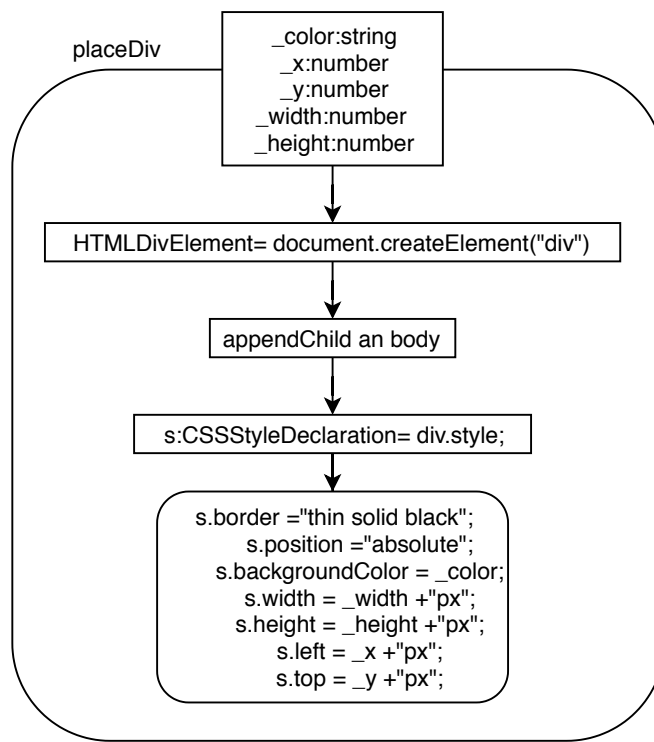 placeDiv
_color:string
_x:number
_y:number
_width:number
_height:number
HTMLDivElement= document.createElement("div")
appendChild an body
s:CSSStyleDeclaration= div.style;
s.border ="thin solid black";
s.position ="absolute";
s.backgroundColor = _color;
s.width = _width +"px";
s.height = _height +"px";
s.left = _x +"px";
s.top = _y +"px";